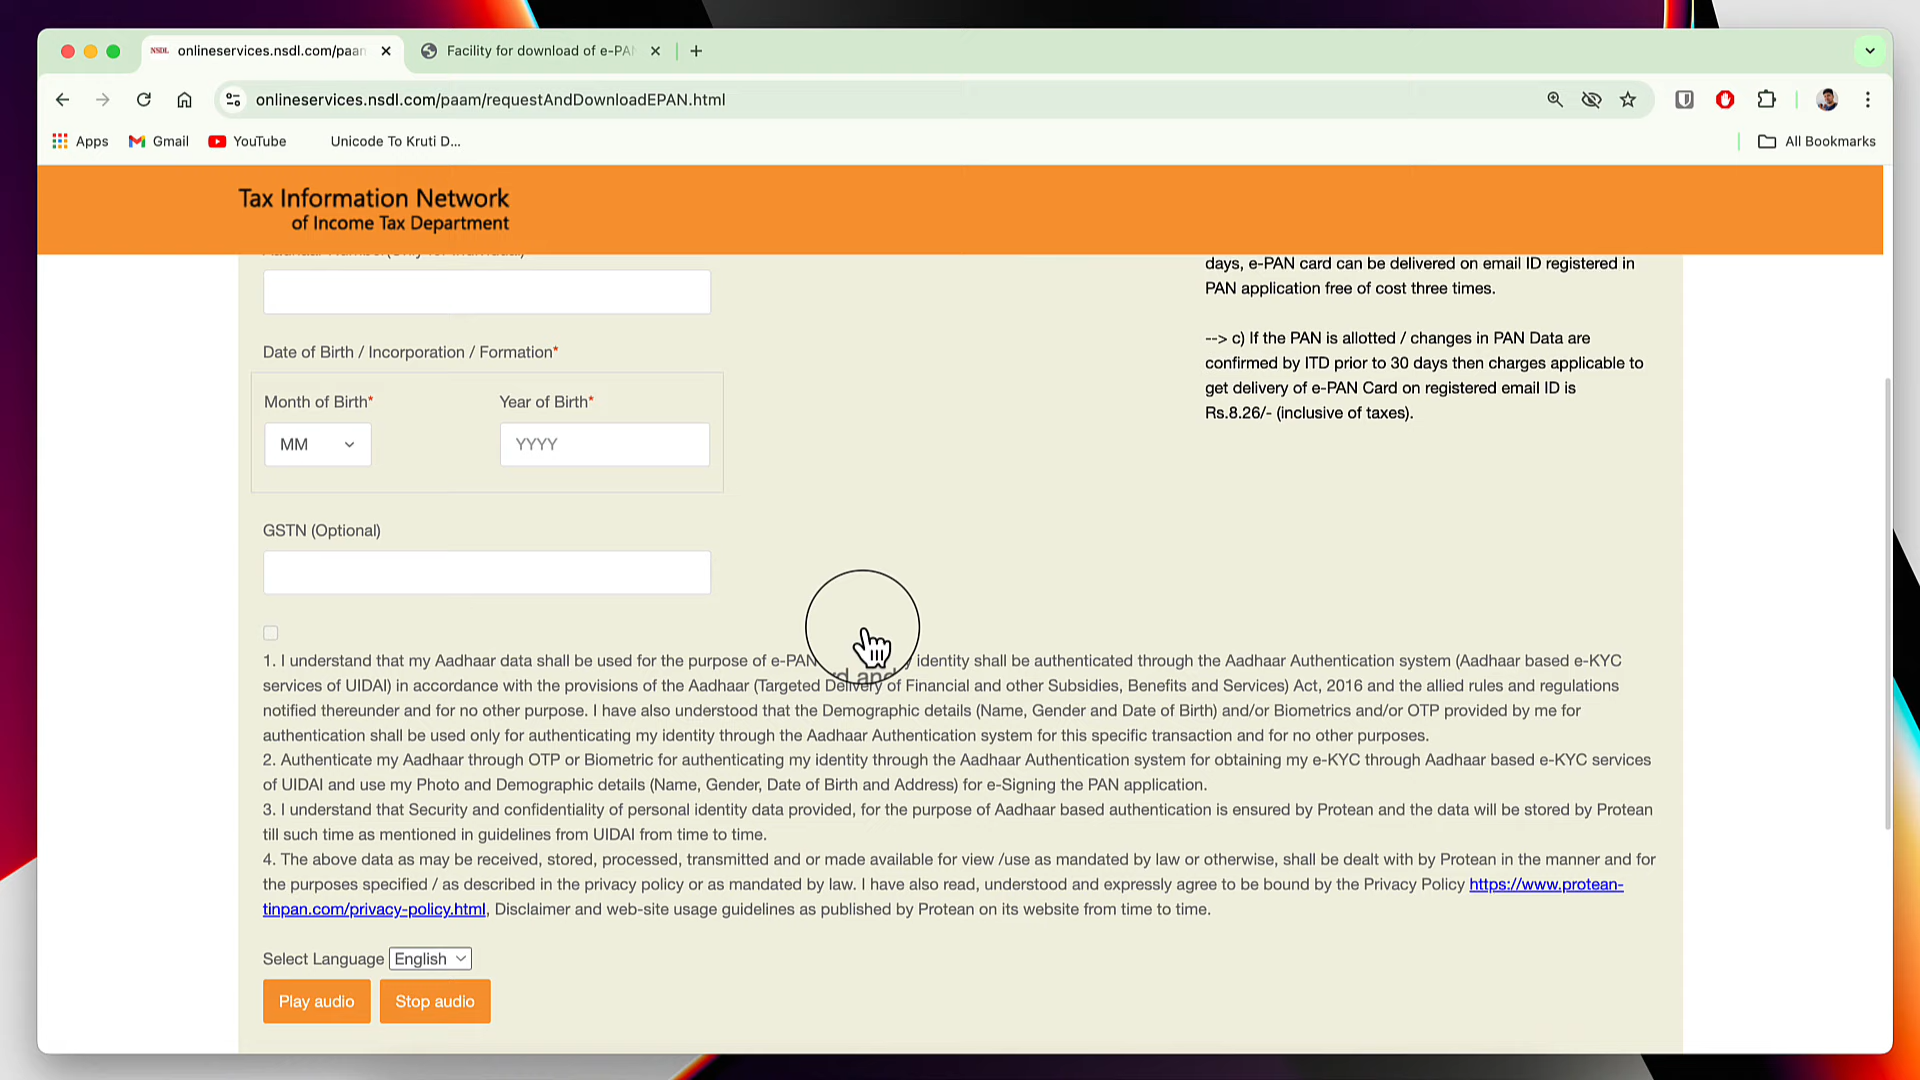 NSDL onlineservices.nsdl.com/paam
Facility for download of e-PAN
onlineservices.nsdl.com/paam/requestAndDownloadEPAN.html
Apps Gmail YouTube Unicode To Kruti D... All Bookmarks
Tax Information Network
of Income Tax Department
Date of Birth / Incorporation / Formation*
Month of Birth* Year of Birth*
MM YYYY
GSTN (Optional)
days, e-PAN card can be delivered on email ID registered in
PAN application free of cost three times.
--> c) If the PAN is allotted / changes in PAN Data are
confirmed by ITD prior to 30 days then charges applicable to
get delivery of e-PAN Card on registered email ID is
Rs.8.26/- (inclusive of taxes).
1. I understand that my Aadhaar data shall be used for the purpose of e-PAN identity shall be authenticated through the Aadhaar Authentication system (Aadhaar based e-KYC
services of UIDAI) in accordance with the provisions of the Aadhaar (Targeted Delivery of Financial and other Subsidies, Benefits and Services) Act, 2016 and the allied rules and regulations
notified thereunder and for no other purpose. I have also understood that the Demographic details (Name, Gender and Date of Birth) and/or Biometrics and/or OTP provided by me for
authentication shall be used only for authenticating my identity through the Aadhaar Authentication system for this specific transaction and for no other purposes.
2. Authenticate my Aadhaar through OTP or Biometric for authenticating my identity through the Aadhaar Authentication system for obtaining my e-KYC through Aadhaar based e-KYC services
of UIDAI and use my Photo and Demographic details (Name, Gender, Date of Birth and Address) for e-Signing the PAN application.
3. I understand that Security and confidentiality of personal identity data provided, for the purpose of Aadhaar based authentication is ensured by Protean and the data will be stored by Protean
till such time as mentioned in guidelines from UIDAI from time to time.
4. The above data as may be received, stored, processed, transmitted and or made available for view /use as mandated by law or otherwise, shall be dealt with by Protean in the manner and for
the purposes specified / as described in the privacy policy or as mandated by law. I have also read, understood and expressly agree to be bound by the Privacy Policy https://www.protean-
tinpan.com/privacy-policy.html, Disclaimer and web-site usage guidelines as published by Protean on its website from time to time.
Select Language English
Play audio Stop audio